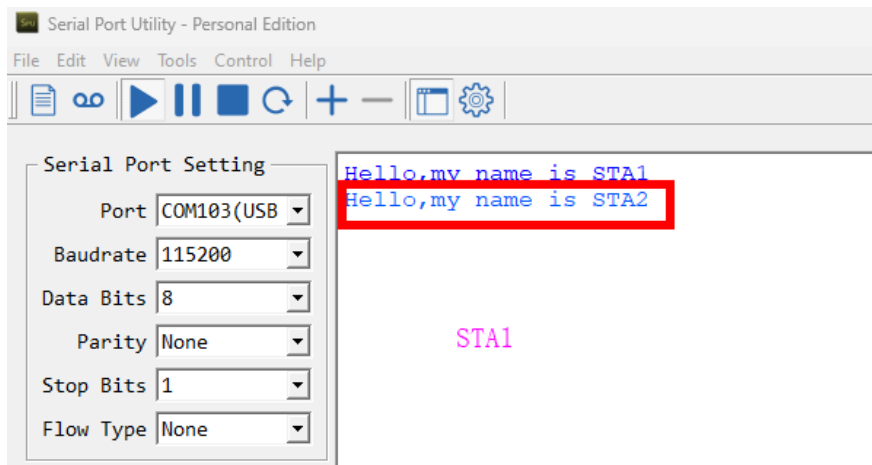 Serial Port Utility - Personal Edition
File Edit View Tools Control Help
Serial Port Setting
Port COM103(USB
Baudrate 115200
Data Bits 8
Parity None
Stop Bits 1
Flow Type None
Hello,my name is STA1
Hello,my name is STA2
STA1